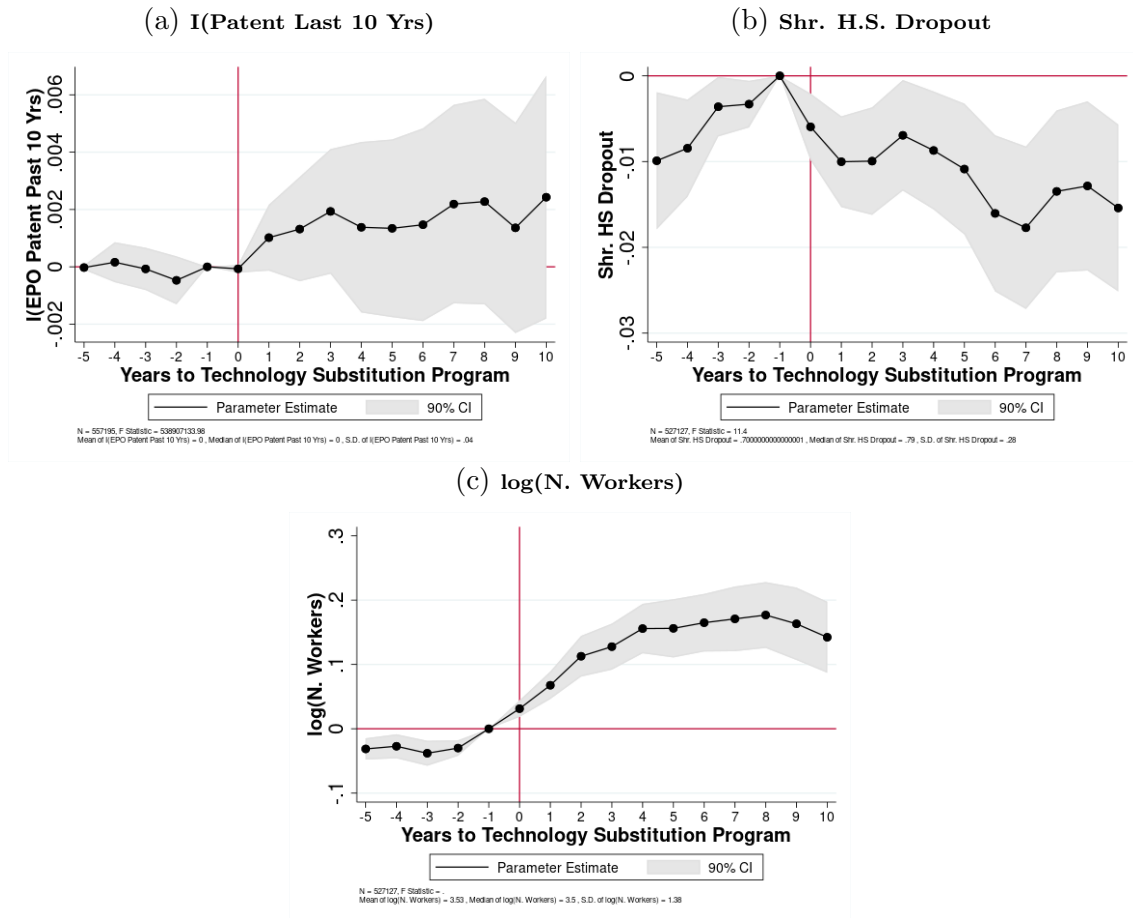 (a) I(Patent Last 10 Yrs)
I(EPO Patent Past 10 Yrs)
.006
.004
.002
0
-.002
-5 -4 -3 -2 -1 0 1 2 3 4 5 6 7 8 9 10
Years to Technology Substitution Program
Parameter Estimate 90% CI
N = 557195, F Statistic = 538907133.98
Mean of I(EPO Patent Past 10 Yrs) = 0 , Median of I(EPO Patent Past 10 Yrs) = 0 , S.D. of I(EPO Patent Past 10 Yrs) = .04
(b) Shr. H.S. Dropout
Shr. HS Dropout
0
-.01
-.02
-.03
-5 -4 -3 -2 -1 0 1 2 3 4 5 6 7 8 9 10
Years to Technology Substitution Program
Parameter Estimate 90% CI
N = 527127, F Statistic = 11.4
Mean of Shr. HS Dropout = .7000000000000001 , Median of Shr. HS Dropout = .79 , S.D. of Shr. HS Dropout = .28
(c) log(N. Workers)
log(N. Workers)
.3
.2
.1
0
-.1
-5 -4 -3 -2 -1 0 1 2 3 4 5 6 7 8 9 10
Years to Technology Substitution Program
Parameter Estimate 90% CI
N = 527127, F Statistic = .
Mean of log(N. Workers) = 3.53 , Median of log(N. Workers) = 3.5 , S.D. of log(N. Workers) = 1.38